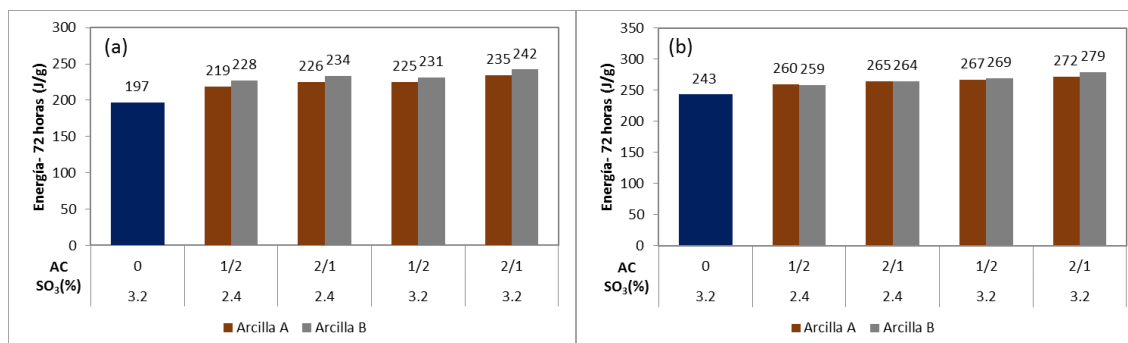 300
250
200
150
100
50
0
Energía- 72 horas (J/g)
(a)
197
219 228
226 234
225 231
235 242
AC 0 1/2 2/1 1/2 2/1
SO₃(%) 3.2 2.4 2.4 3.2 3.2
Arcilla A Arcilla B
350
300
250
200
150
100
50
0
Energía- 72 horas (J/g)
(b)
243
260 259
265 264
267 269
272 279
AC 0 1/2 2/1 1/2 2/1
SO₃(%) 3.2 2.4 2.4 3.2 3.2
Arcilla A Arcilla B